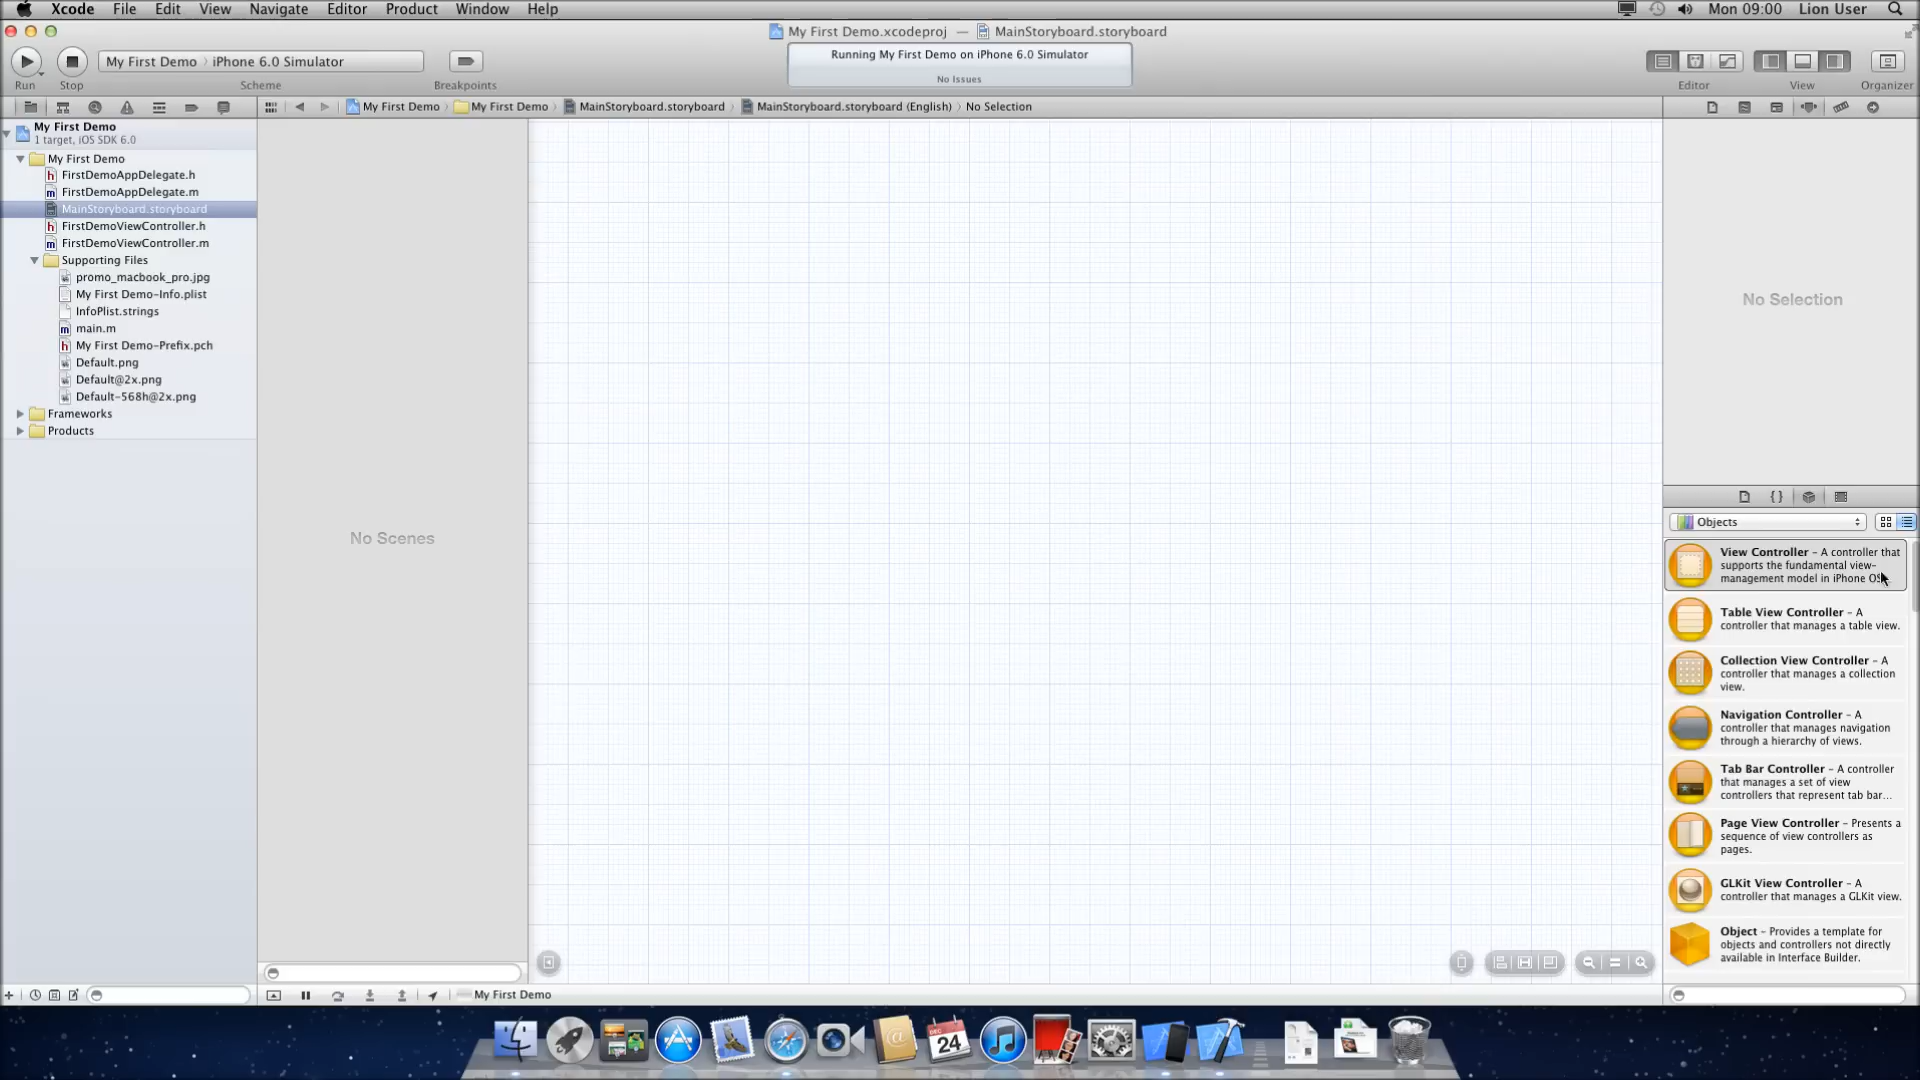 Xcode File Edit View Navigate Editor Product Window Help Mon 09:00 Lion User
My First Demo.xcodeproj — MainStoryboard.storyboard
My First Demo › iPhone 6.0 Simulator
Running My First Demo on iPhone 6.0 Simulator
No Issues
Run Stop Scheme Breakpoints Editor View Organizer
My First Demo › My First Demo › MainStoryboard.storyboard › MainStoryboard.storyboard (English) › No Selection
My First Demo
1 target, iOS SDK 6.0
My First Demo
h FirstDemoAppDelegate.h
m FirstDemoAppDelegate.m
MainStoryboard.storyboard
h FirstDemoViewController.h
m FirstDemoViewController.m
Supporting Files
promo_macbook_pro.jpg
My First Demo-Info.plist
InfoPlist.strings
m main.m
h My First Demo-Prefix.pch
Default.png
Default@2x.png
Default-568h@2x.png
Frameworks
Products
No Scenes
No Selection
{ }
Objects
View Controller – A controller that
supports the fundamental view-
management model in iPhone OS.
Table View Controller – A
controller that manages a table view.
Collection View Controller – A
controller that manages a collection
view.
Navigation Controller – A
controller that manages navigation
through a hierarchy of views.
Tab Bar Controller – A controller
that manages a set of view
controllers that represent tab bar...
Page View Controller – Presents a
sequence of view controllers as
pages.
GLKit View Controller – A
controller that manages a GLKit view.
Object – Provides a template for
objects and controllers not directly
available in Interface Builder.
My First Demo
DEC
24